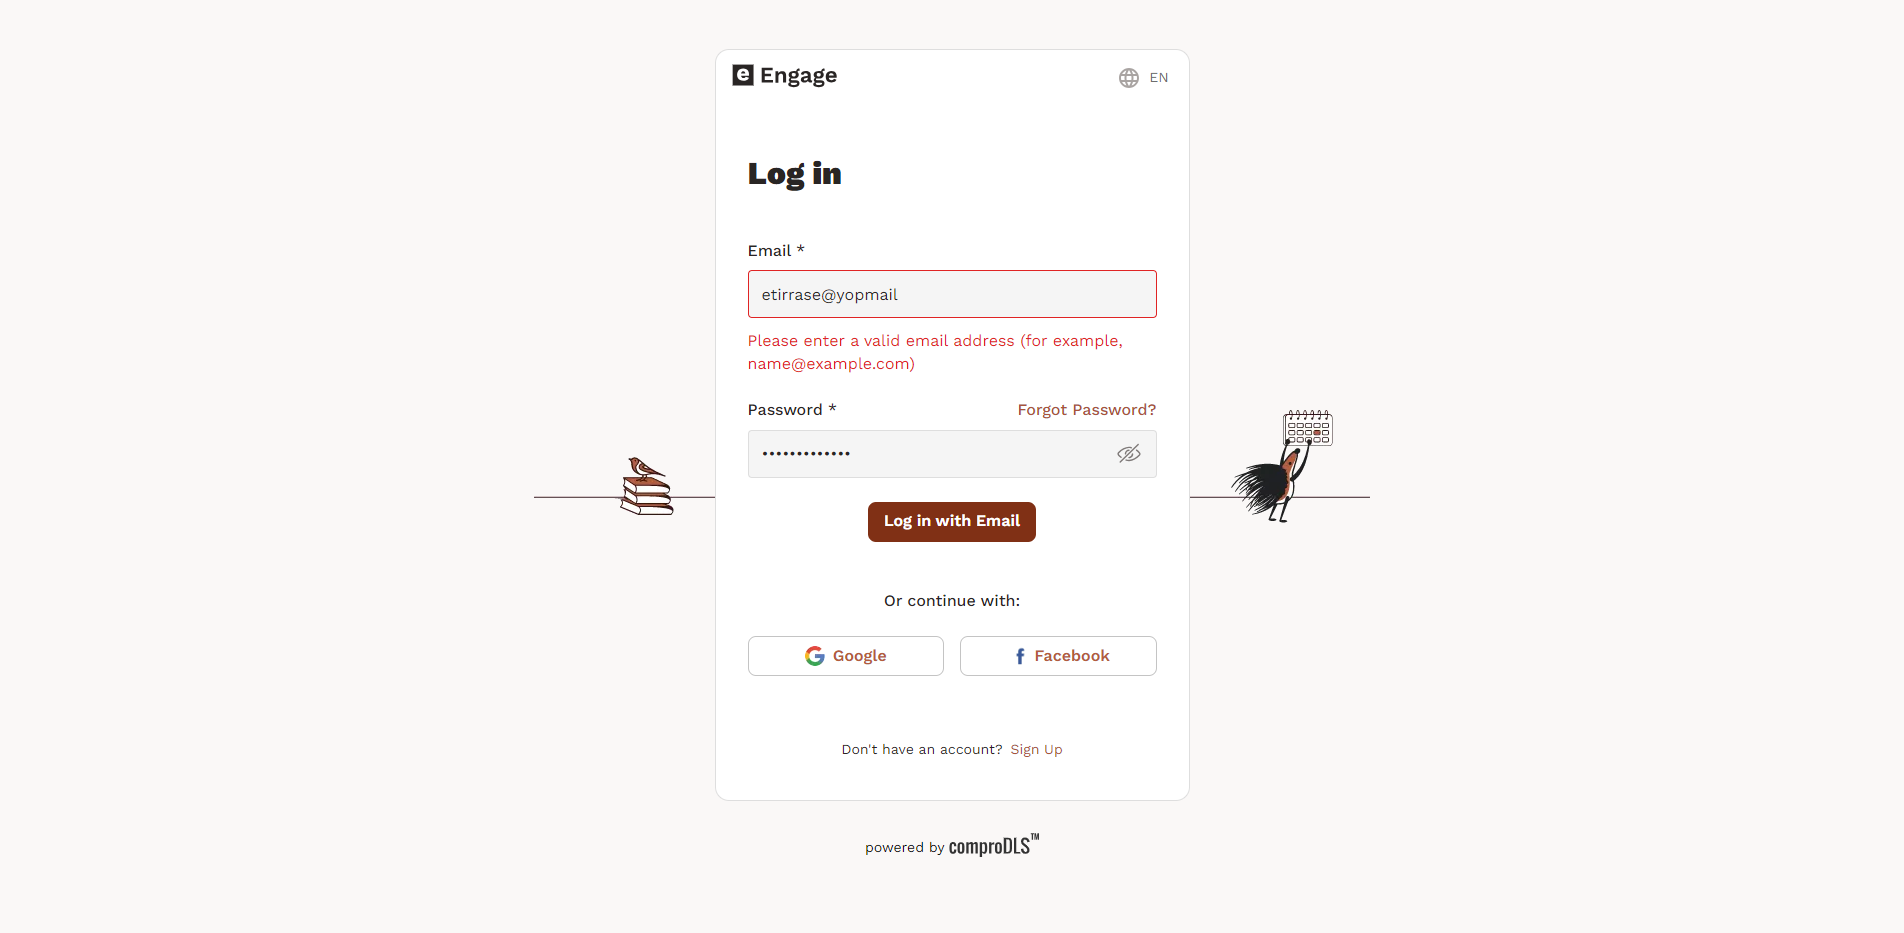 e Engage
EN
Log in
Email *
etirrase@yopmail
Please enter a valid email address (for example,
name@example.com)
Password *
Forgot Password?
•••••••••••••
Log in with Email
Or continue with:
Google
Facebook
Don't have an account? Sign Up
powered by comproDLS™